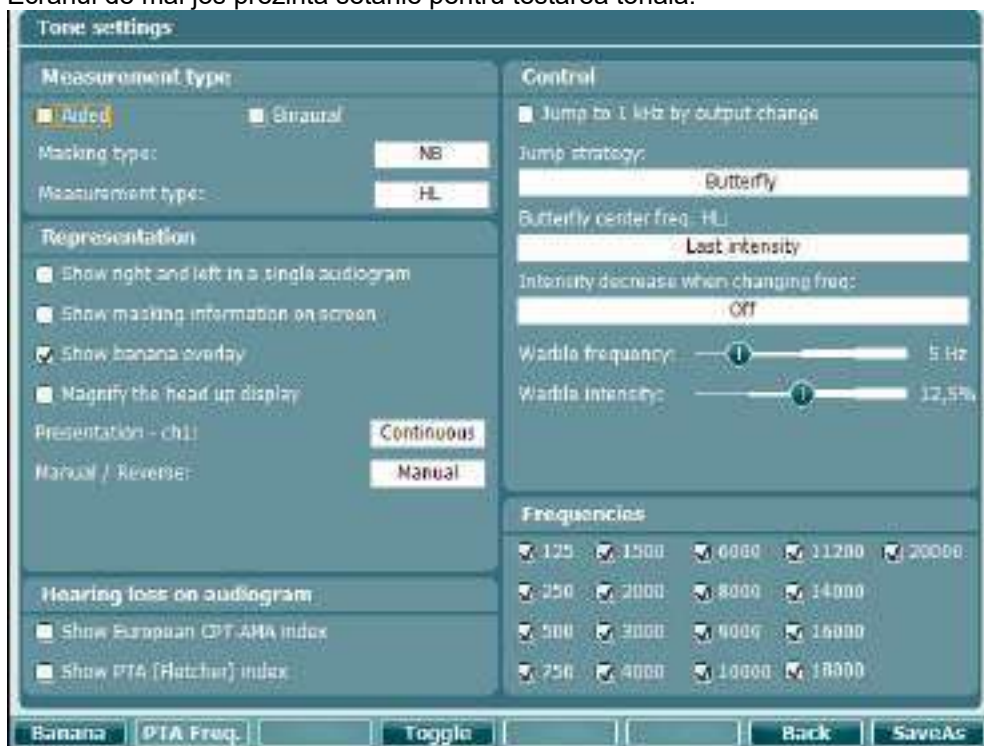 Ecranul de mai jos prezintă setările pentru testarea tonală.
Tone settings
Measurement type
Aided
Binaural
Masking type:
NB
Measurement type:
HL
Representation
Show right and left in a single audiogram
Show masking information on screen
Show banana overlay
Magnify the head up display
Presentation - ch1:
Continuous
Manual / Reverse:
Manual
Hearing loss on audiogram
Show European CPT-AMA index
Show PTA (Fletcher) index
Control
Jump to 1 kHz by output change
Jump strategy:
Butterfly
Butterfly center freq. HL:
Last intensity
Intensity decrease when changing freq:
Off
Warble frequency:
5 Hz
Warble intensity:
12,5%
Frequencies
125 1500 6000 11200 20000
250 2000 8000 14000
500 3000 9000 16000
750 4000 10000 18000
Banana PTA Freq. Toggle Back SaveAs